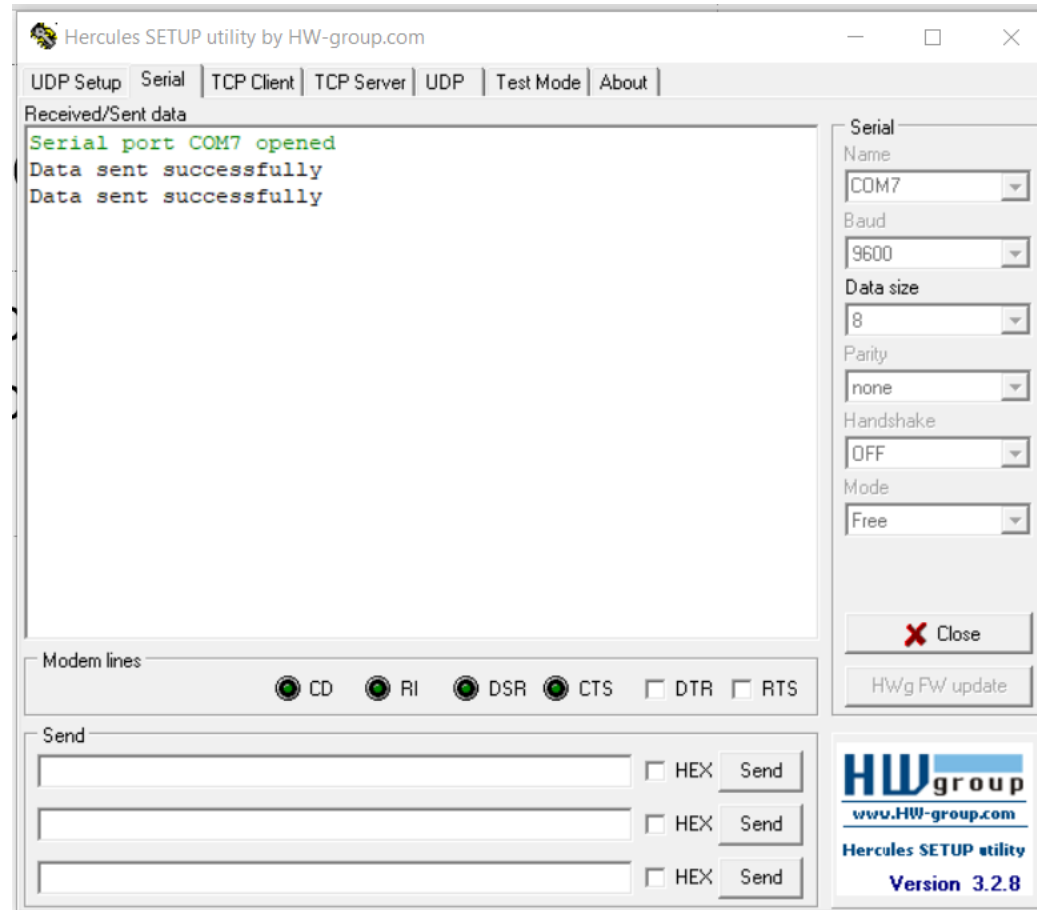 Hercules SETUP utility by HW-group.com
UDP Setup Serial TCP Client TCP Server UDP Test Mode About
Received/Sent data
Serial port COM7 opened
Data sent successfully
Data sent successfully
Serial
Name
COM7
Baud
9600
Data size
8
Parity
none
Handshake
OFF
Mode
Free
Close
HWg FW update
Modem lines
CD RI DSR CTS DTR RTS
Send
HEX Send
HEX Send
HEX Send
HW group
www.HW-group.com
Hercules SETUP utility
Version 3.2.8